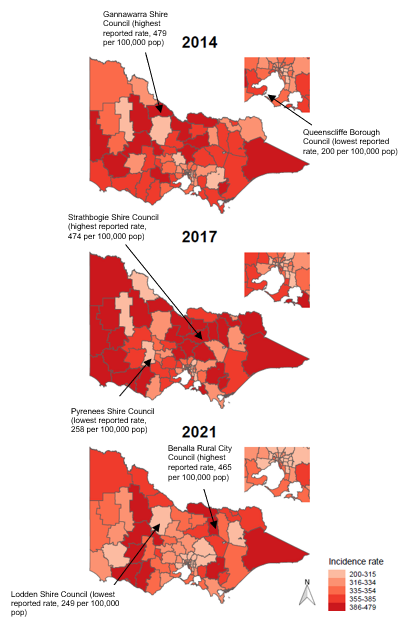 Gannawarra Shire
Council (highest
reported rate, 479
per 100,000 pop)
2014
Queenscliffe Borough
Council (lowest reported
rate, 200 per 100,000 pop)
Strathbogie Shire Council
(highest reported rate,
474 per 100,000 pop)
2017
Pyrenees Shire Council
(lowest reported rate,
258 per 100,000 pop)
2021
Benalla Rural City
Council (highest
reported rate, 465
per 100,000 pop)
Lodden Shire Council (lowest
reported rate, 249 per 100,000
pop)
N
Incidence rate
200-315
316-334
335-354
355-385
386-479